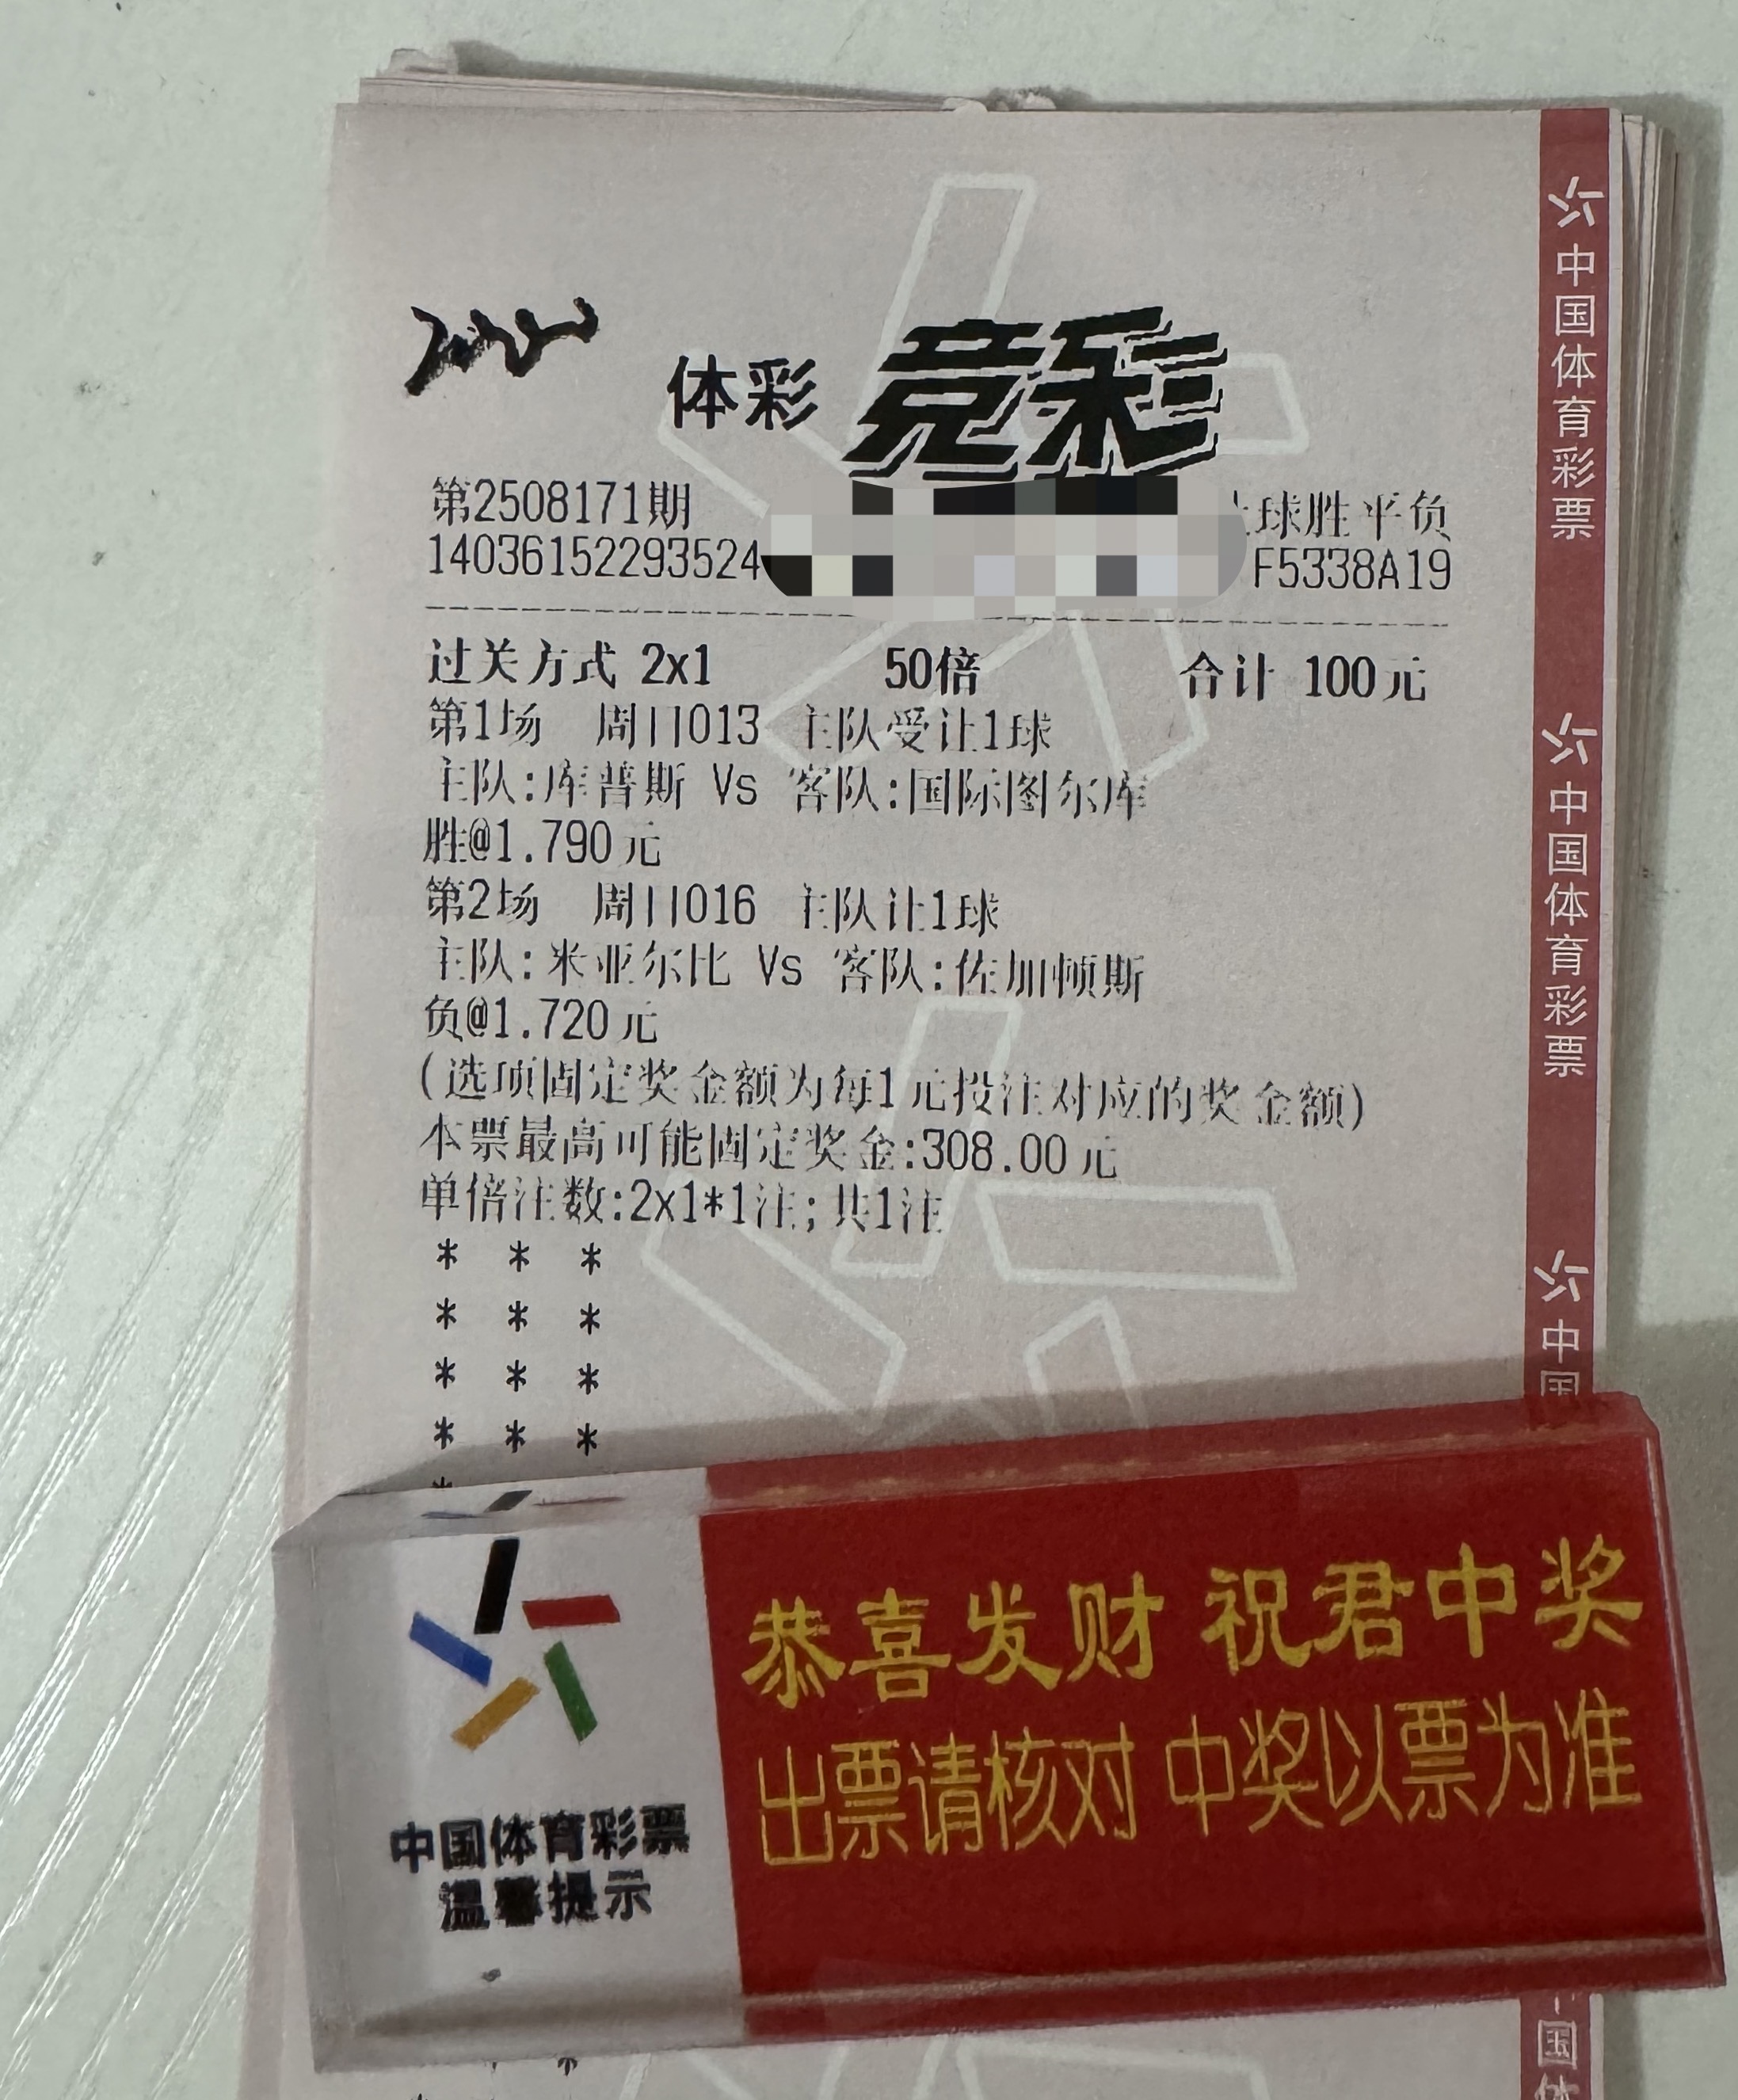 体彩 竞彩
第2508171期 球胜平负
14036152293524 F5338A19
过关方式 2x1 50倍 合计 100元
第1场 周日013 主队受让1球
主队:库普斯 Vs 客队:国际图尔库
胜@1.790元
第2场 周日016 主队让1球
主队:米亚尔比 Vs 客队:佐加顿斯
负@1.720元
(选项固定奖金额为每1元投注对应的奖金额)
本票最高可能固定奖金:308.00元
单倍注数:2x1*1注;共1注
* * *
* * *
* * *
* * *
中国体育彩票
中国体育彩票
中国
恭喜发财 祝君中奖
出票请核对 中奖以票为准
中国体育彩票
温馨提示
国体